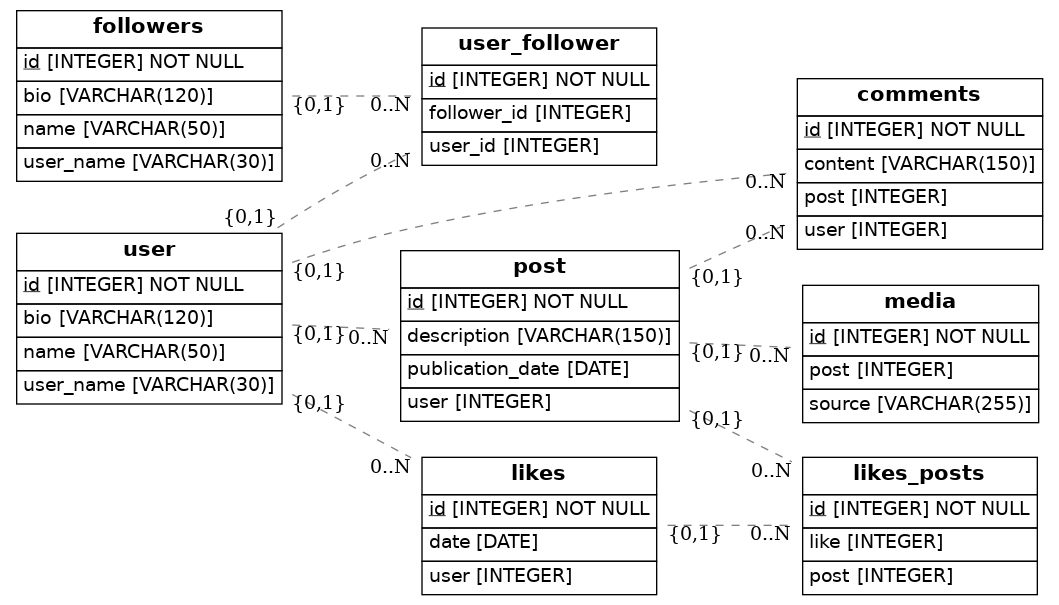 followers
id [INTEGER] NOT NULL
bio [VARCHAR(120)]
name [VARCHAR(50)]
user_name [VARCHAR(30)]
{0,1}
0..N
user_follower
id [INTEGER] NOT NULL
follower_id [INTEGER]
user_id [INTEGER]
0..N
{0,1}
comments
id [INTEGER] NOT NULL
content [VARCHAR(150)]
post [INTEGER]
user [INTEGER]
0..N
0..N
user
id [INTEGER] NOT NULL
bio [VARCHAR(120)]
name [VARCHAR(50)]
user_name [VARCHAR(30)]
{0,1}
{0,1}
0..N
{0,1}
0..N
post
id [INTEGER] NOT NULL
description [VARCHAR(150)]
publication_date [DATE]
user [INTEGER]
{0,1}
{0,1}
0..N
{0,1}
0..N
media
id [INTEGER] NOT NULL
post [INTEGER]
source [VARCHAR(255)]
likes
id [INTEGER] NOT NULL
date [DATE]
user [INTEGER]
{0,1}
0..N
likes_posts
id [INTEGER] NOT NULL
like [INTEGER]
post [INTEGER]